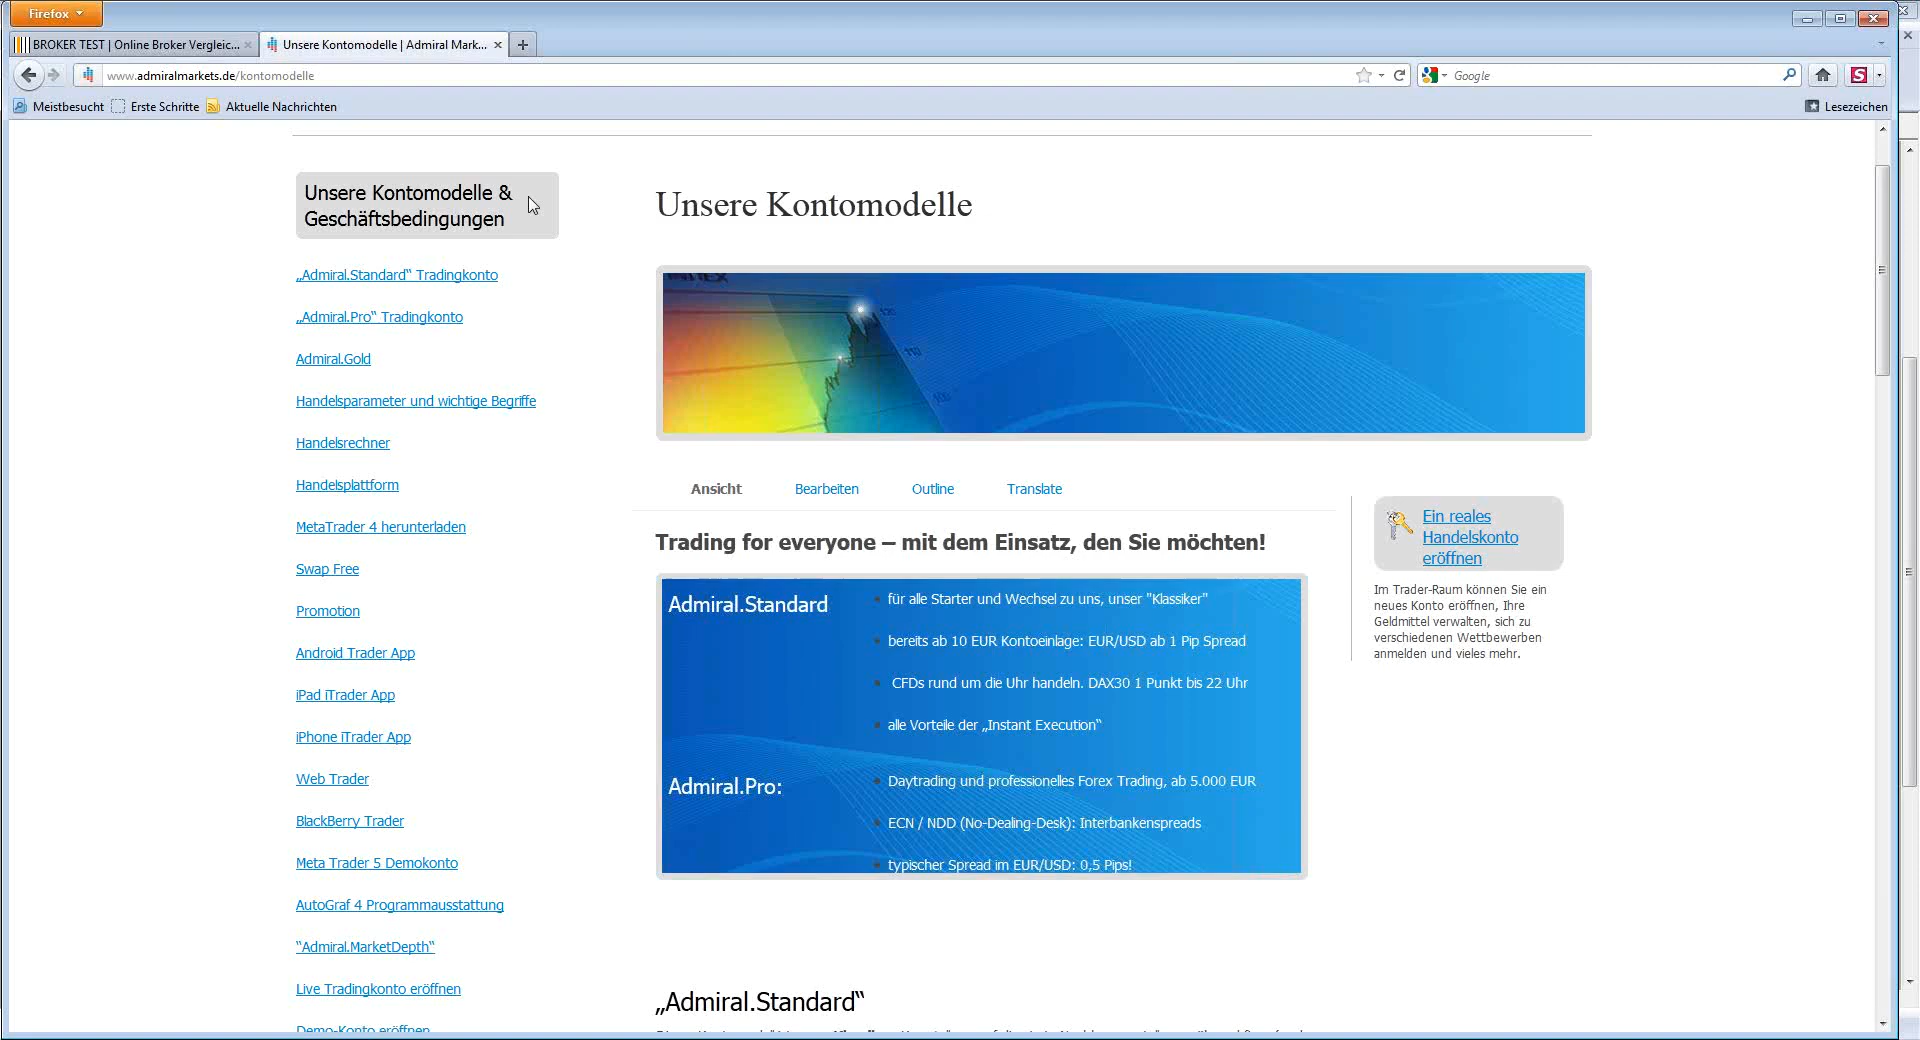 Firefox
BROKER TEST | Online Broker Vergleic...
Unsere Kontomodelle | Admiral Mark...
www.admiralmarkets.de/kontomodelle
Google
Meistbesucht
Erste Schritte
Aktuelle Nachrichten
Lesezeichen
Unsere Kontomodelle &
Geschäftsbedingungen
„Admiral.Standard“ Tradingkonto
„Admiral.Pro“ Tradingkonto
Admiral.Gold
Handelsparameter und wichtige Begriffe
Handelsrechner
Handelsplattform
MetaTrader 4 herunterladen
Swap Free
Promotion
Android Trader App
iPad iTrader App
iPhone iTrader App
Web Trader
BlackBerry Trader
Meta Trader 5 Demokonto
AutoGraf 4 Programmausstattung
“Admiral.MarketDepth“
Live Tradingkonto eröffnen
Demo-Konto eröffnen
Unsere Kontomodelle
120
110
100
Ansicht
Bearbeiten
Outline
Translate
Trading for everyone – mit dem Einsatz, den Sie möchten!
Admiral.Standard
• für alle Starter und Wechsel zu uns, unser "Klassiker"
• bereits ab 10 EUR Kontoeinlage: EUR/USD ab 1 Pip Spread
• CFDs rund um die Uhr handeln. DAX30 1 Punkt bis 22 Uhr
• alle Vorteile der „Instant Execution“
Admiral.Pro:
• Daytrading und professionelles Forex Trading, ab 5.000 EUR
• ECN / NDD (No-Dealing-Desk): Interbankenspreads
• typischer Spread im EUR/USD: 0,5 Pips!
„Admiral.Standard“
Ein reales
Handelskonto
eröffnen
Im Trader-Raum können Sie ein
neues Konto eröffnen, Ihre
Geldmittel verwalten, sich zu
verschiedenen Wettbewerben
anmelden und vieles mehr.